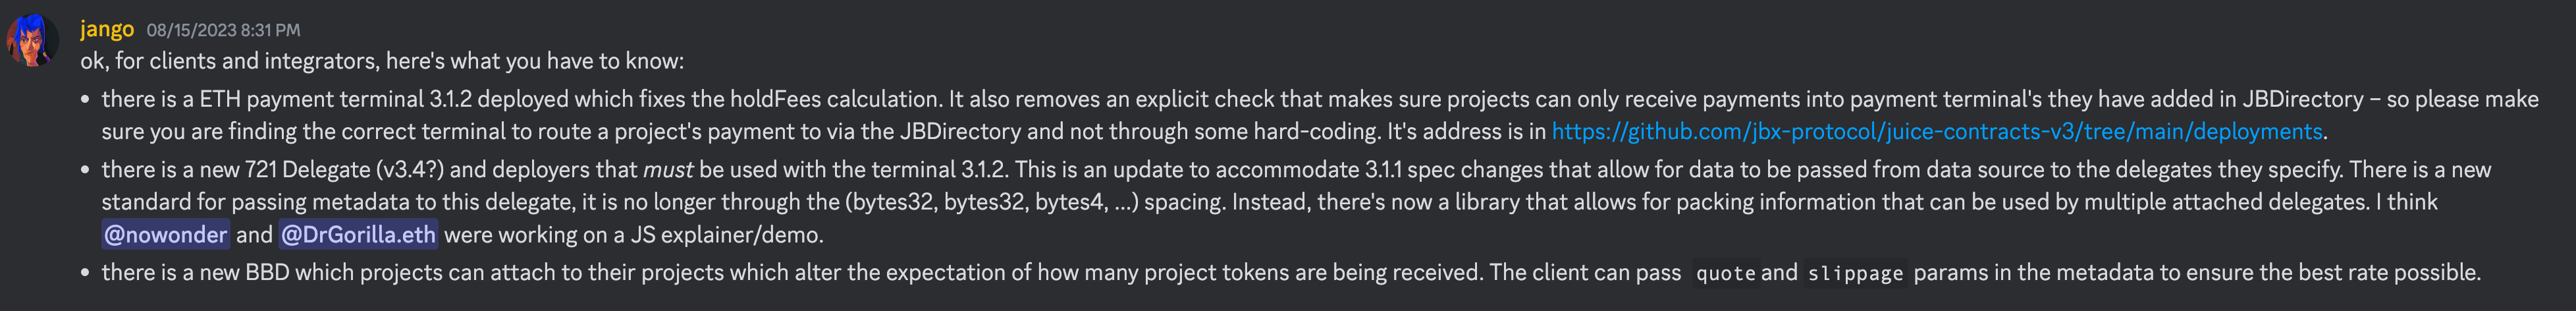 jango 08/15/2023 8:31 PM
ok, for clients and integrators, here's what you have to know:
• there is a ETH payment terminal 3.1.2 deployed which fixes the holdFees calculation. It also removes an explicit check that makes sure projects can only receive payments into payment terminal's they have added in JBDirectory – so please make
sure you are finding the correct terminal to route a project's payment to via the JBDirectory and not through some hard-coding. It's address is in https://github.com/jbx-protocol/juice-contracts-v3/tree/main/deployments.
• there is a new 721 Delegate (v3.4?) and deployers that must be used with the terminal 3.1.2. This is an update to accommodate 3.1.1 spec changes that allow for data to be passed from data source to the delegates they specify. There is a new
standard for passing metadata to this delegate, it is no longer through the (bytes32, bytes32, bytes4, ...) spacing. Instead, there's now a library that allows for packing information that can be used by multiple attached delegates. I think
@nowonder and @DrGorilla.eth were working on a JS explainer/demo.
• there is a new BBD which projects can attach to their projects which alter the expectation of how many project tokens are being received. The client can pass quote and slippage params in the metadata to ensure the best rate possible.